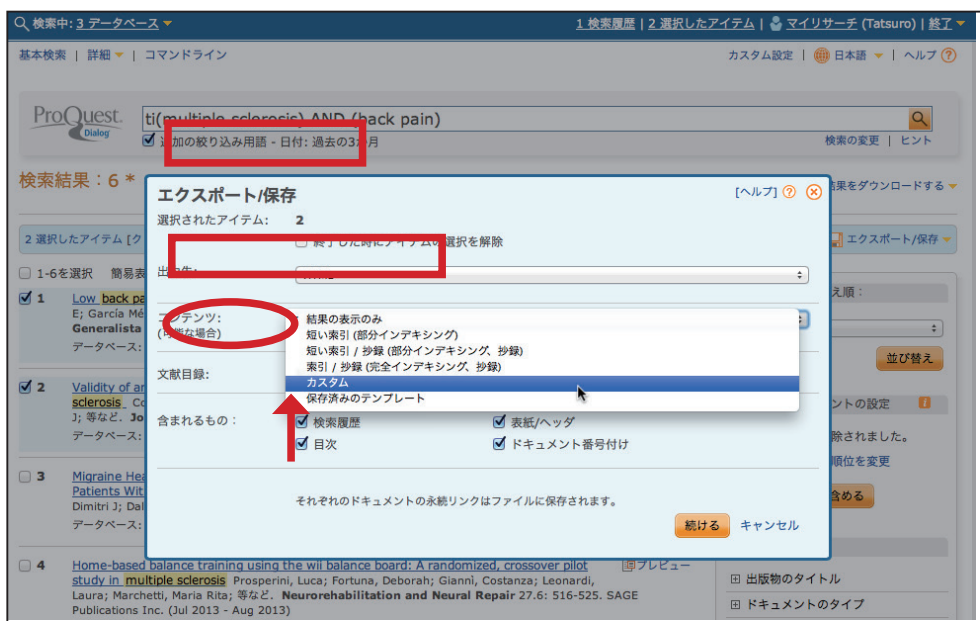 検索中: 3 データベース
1 検索履歴 | 2 選択したアイテム | マイリサーチ (Tatsuro) | 終了
基本検索 | 詳細 | コマンドライン
カスタム設定 | 日本語 | ヘルプ ?
ProQuest
Dialog
ti(multiple sclerosis) AND (back pain)
追加の絞り込み用語 - 日付: 過去の3か月
検索の変更 | ヒント
検索結果：6 *
結果をダウンロードする
2 選択したアイテム [ク
エクスポート/保存
エクスポート/保存
[ヘルプ] ?
選択されたアイテム: 2
終了した時にアイテムの選択を解除
1-6を選択 簡易表
出力先:
え順：
並び替え
コンテンツ:
(可能な場合)
結果の表示のみ
短い索引 (部分インデキシング)
短い索引 / 抄録 (部分インデキシング、抄録)
索引 / 抄録 (完全インデキシング、抄録)
カスタム
保存済みのテンプレート
文献目録:
含まれるもの：
検索履歴
表紙/ヘッダ
目次
ドキュメント番号付け
それぞれのドキュメントの永続リンクはファイルに保存されます。
続ける キャンセル
1 Low back pa
E; García Mé
Generalista
データベース:
2 Validity of an
sclerosis Co
J; 等など. Jo
データベース:
ントの設定
除されました。
順位を変更
含める
3 Migraine Hea
Patients Wit
Dimitri J; Dal
データベース:
4 Home-based balance training using the wii balance board: A randomized, crossover pilot
study in multiple sclerosis Prosperini, Luca; Fortuna, Deborah; Giannì, Costanza; Leonardi,
Laura; Marchetti, Maria Rita; 等など. Neurorehabilitation and Neural Repair 27.6: 516-525. SAGE
Publications Inc. (Jul 2013 - Aug 2013)
プレビュー
出版物のタイトル
ドキュメントのタイプ